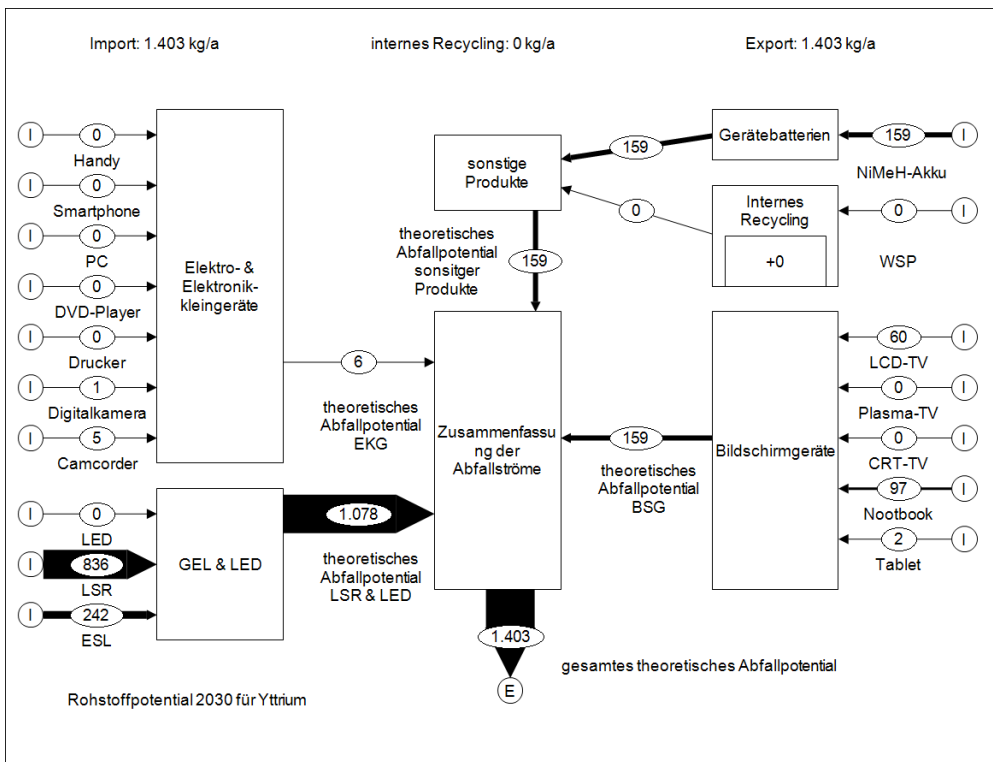 Import: 1.403 kg/a
internes Recycling: 0 kg/a
Export: 1.403 kg/a
I
0
Handy
I
0
Smartphone
I
0
PC
I
0
DVD-Player
I
0
Drucker
I
1
Digitalkamera
I
5
Camcorder
Elektro- &
Elektronik-
kleingeräte
6
theoretisches
Abfallpotential
EKG
I
0
LED
I
836
LSR
I
242
ESL
GEL & LED
1.078
theoretisches
Abfallpotential
LSR & LED
sonstige
Produkte
159
0
theoretisches
Abfallpotential
sonsitger
Produkte
159
Gerätebatterien
159
I
NiMeH-Akku
Internes
Recycling
+0
0
I
WSP
Zusammenfassu
ng der
Abfallströme
159
theoretisches
Abfallpotential
BSG
Bildschirmgeräte
60
I
LCD-TV
0
I
Plasma-TV
0
I
CRT-TV
97
I
Nootbook
2
I
Tablet
1.403
E
gesamtes theoretisches Abfallpotential
Rohstoffpotential 2030 für Yttrium